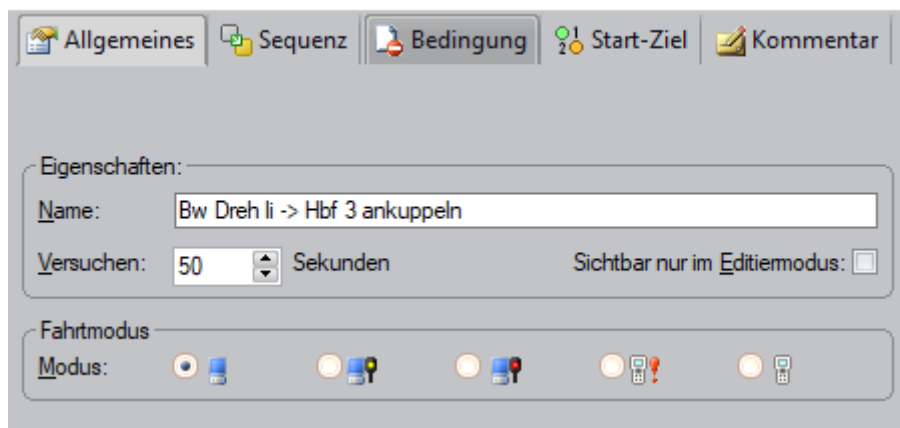 Allgemeines Sequenz Bedingung Start-Ziel Kommentar
Eigenschaften:
Name: Bw Dreh li -> Hbf 3 ankuppeln
Versuchen: 50 Sekunden Sichtbar nur im Editiermodus:
Fahrtmodus
Modus: